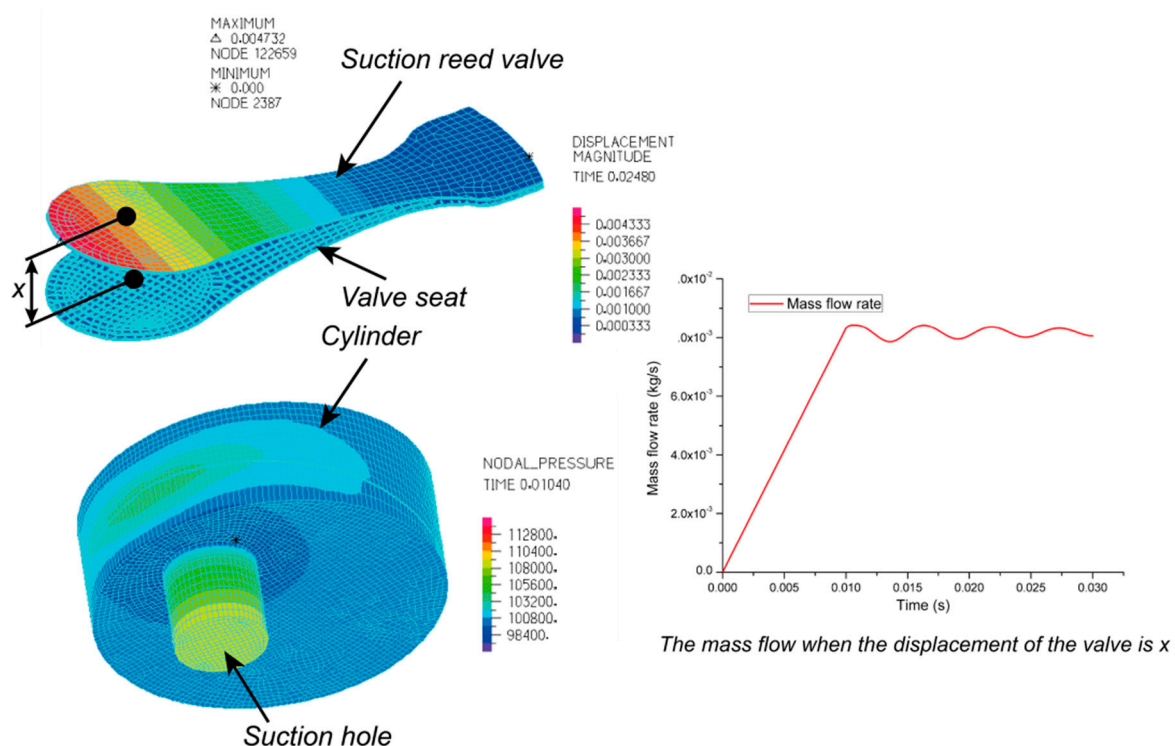 MAXIMUM
△ 0.004732
NODE 122659
MINIMUM
* 0.000
NODE 2387
Suction reed valve
DISPLACEMENT
MAGNITUDE
TIME 0.02480
0.004333
0.003667
0.003000
0.002333
0.001667
0.001000
0.000333
x
Valve seat
Cylinder
NODAL_PRESSURE
TIME 0.01040
112800.
110400.
108000.
105600.
103200.
100800.
98400.
Suction hole
.0x10⁻²
.0x10⁻³
6.0x10⁻³
4.0x10⁻³
2.0x10⁻³
0.0
Mass flow rate (kg/s)
Mass flow rate
0.000 0.005 0.010 0.015 0.020 0.025 0.030
Time (s)
The mass flow when the displacement of the valve is x